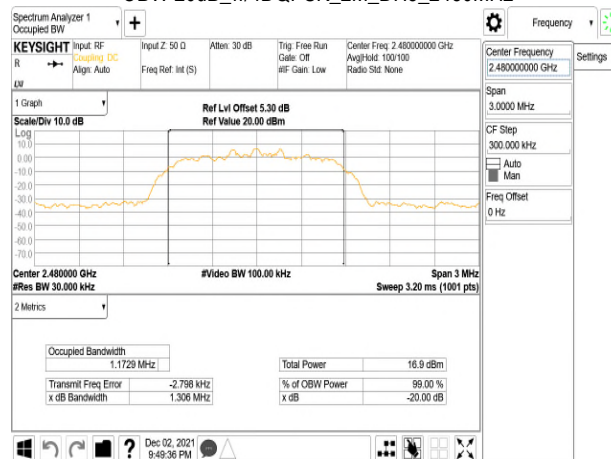 Spectrum Analyzer 1
Occupied BW
Frequency
KEYSIGHT
R
Input: RF
Coupling: DC
Align: Auto
Input Z: 50 Ω
Freq Ref: Int (S)
Atten: 30 dB
Trig: Free Run
Gate: Off
#IF Gain: Low
Center Freq: 2.480000000 GHz
Avg|Hold: 100/100
Radio Std: None
Center Frequency
2.480000000 GHz
Settings
Span
3.0000 MHz
CF Step
300.000 kHz
Auto
Man
Freq Offset
0 Hz
1 Graph
Scale/Div 10.0 dB
Ref Lvl Offset 5.30 dB
Ref Value 20.00 dBm
Log
10.0
0.00
-10.0
-20.0
-30.0
-40.0
-50.0
-60.0
-70.0
Center 2.480000 GHz
#Res BW 30.000 kHz
#Video BW 100.00 kHz
Span 3 MHz
Sweep 3.20 ms (1001 pts)
2 Metrics
Occupied Bandwidth
1.1729 MHz
Total Power 16.9 dBm
Transmit Freq Error -2.798 kHz
% of OBW Power 99.00 %
x dB Bandwidth 1.306 MHz
x dB -20.00 dB
Dec 02, 2021
9:49:36 PM